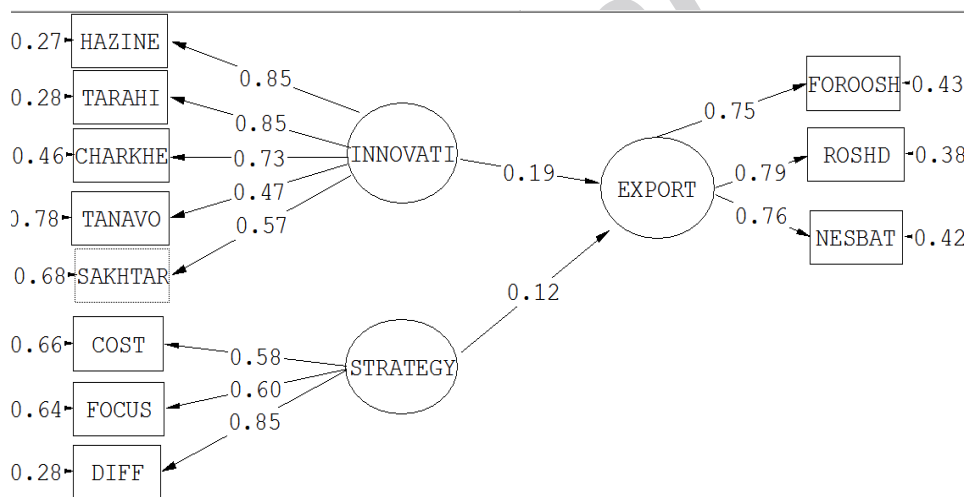 0.27 HAZINE
0.85
0.28 TARAHI
0.85
0.46 CHARKHE
0.73
0.78 TANAVO
0.47
0.68 SAKHTAR
0.57
INNOVATI
0.19
0.66 COST
0.58
0.64 FOCUS
0.60
0.28 DIFF
0.85
STRATEGY
0.12
EXPORT
0.75
FOROOSH 0.43
0.79
ROSHD 0.38
0.76
NESBAT 0.42